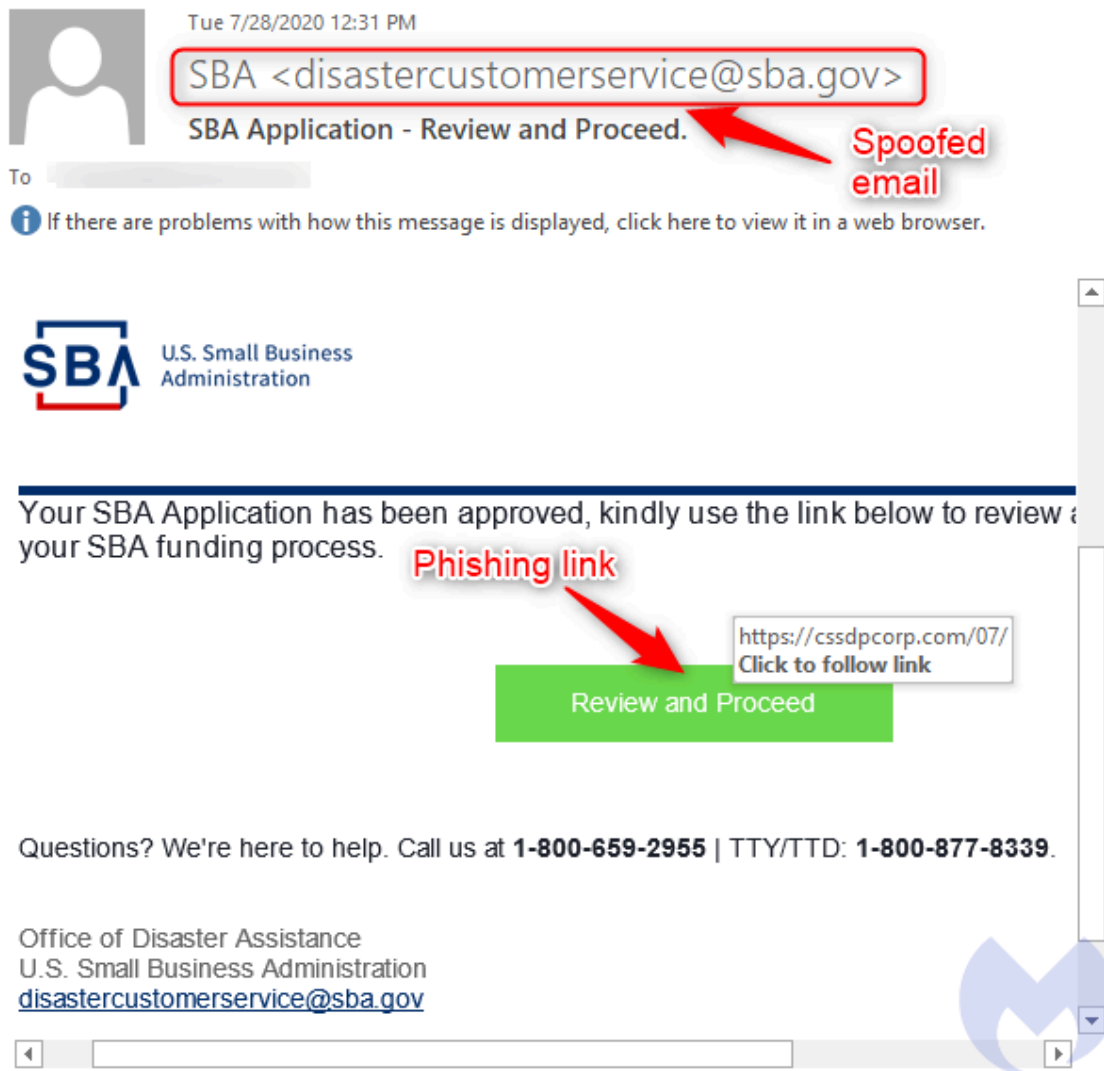 Tue 7/28/2020 12:31 PM
SBA <disastercustomerservice@sba.gov>
SBA Application - Review and Proceed.
Spoofed
email
To
If there are problems with how this message is displayed, click here to view it in a web browser.
SBA
U.S. Small Business
Administration
Your SBA Application has been approved, kindly use the link below to review
your SBA funding process.
Phishing link
https://cssdpcorp.com/07/
Click to follow link
Review and Proceed
Questions? We're here to help. Call us at 1-800-659-2955 | TTY/TTD: 1-800-877-8339.
Office of Disaster Assistance
U.S. Small Business Administration
disastercustomerservice@sba.gov